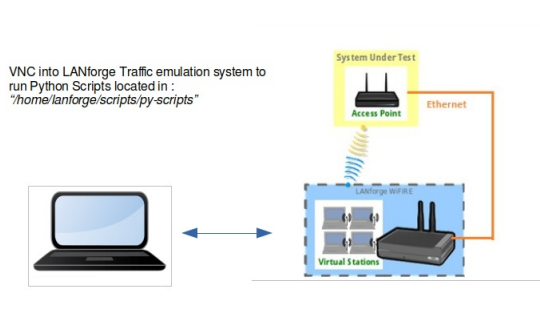 VNC into LANforge Traffic emulation system to
run Python Scripts located in :
“/home/lanforge/scripts/py-scripts”
System Under Test
Access Point
Ethernet
LANforge WiFIRE
Virtual Stations